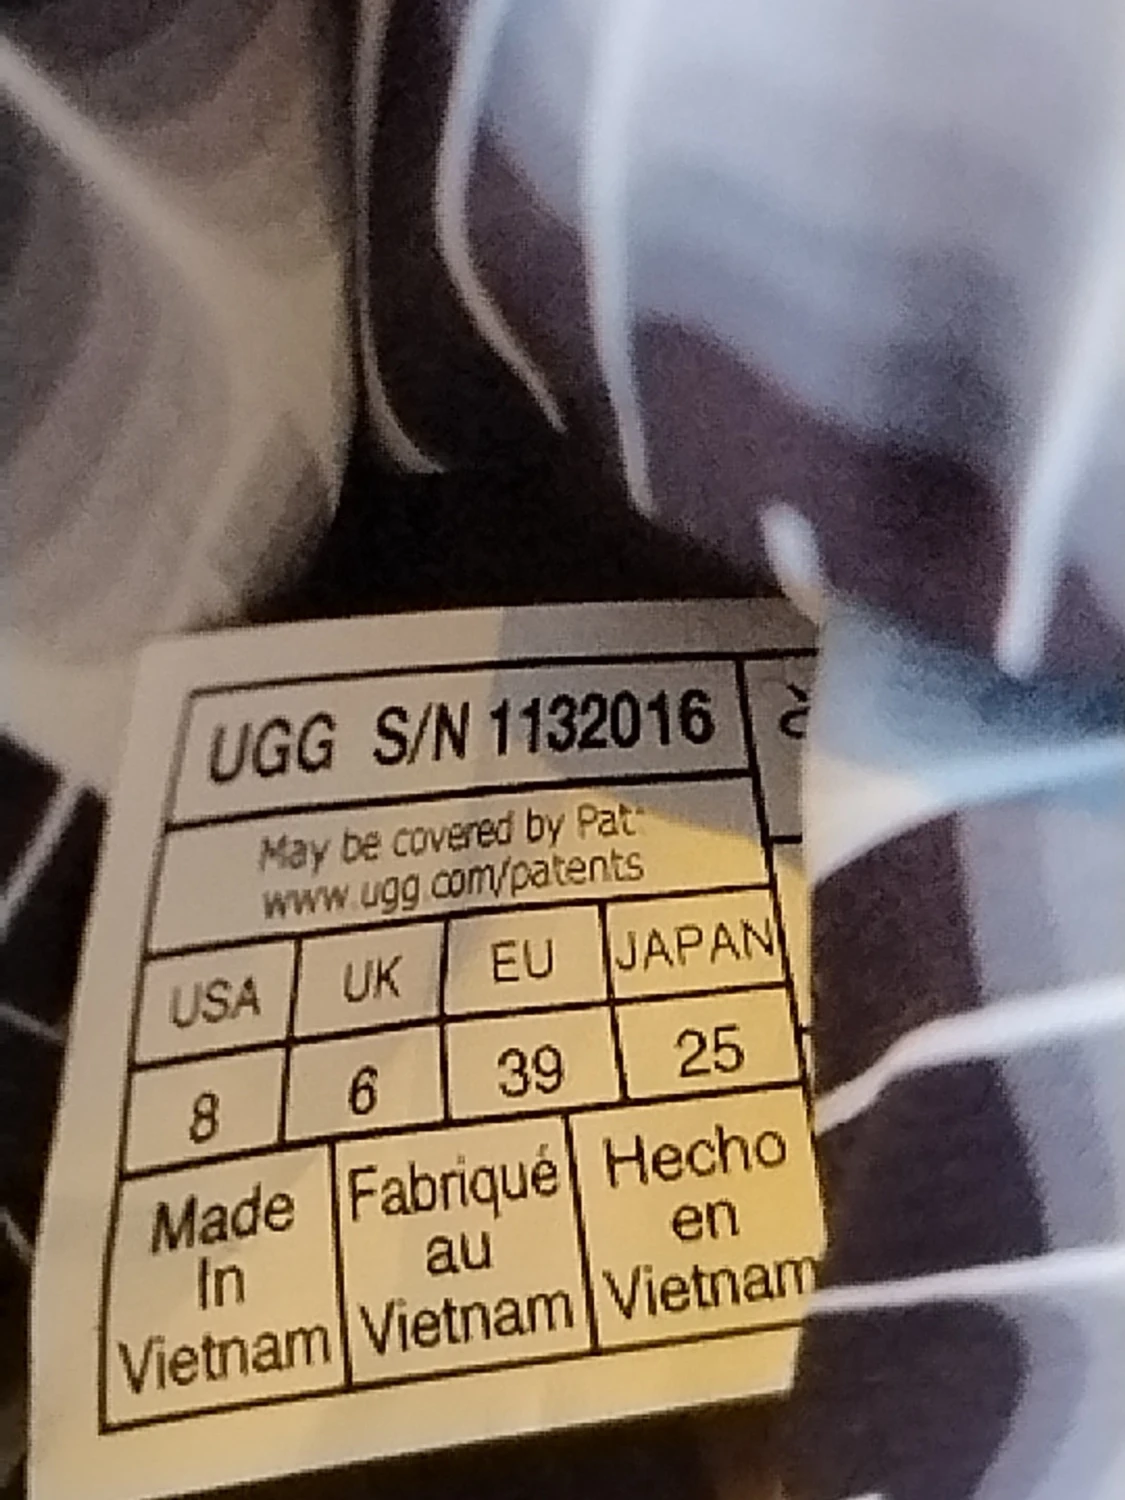 UGG S/N 1132016
May be covered by Pat
www.ugg.com/patents
USA UK EU JAPAN
8 6 39 25
Made
In
Vietnam
Fabriqué
au
Vietnam
Hecho
en
Vietnam